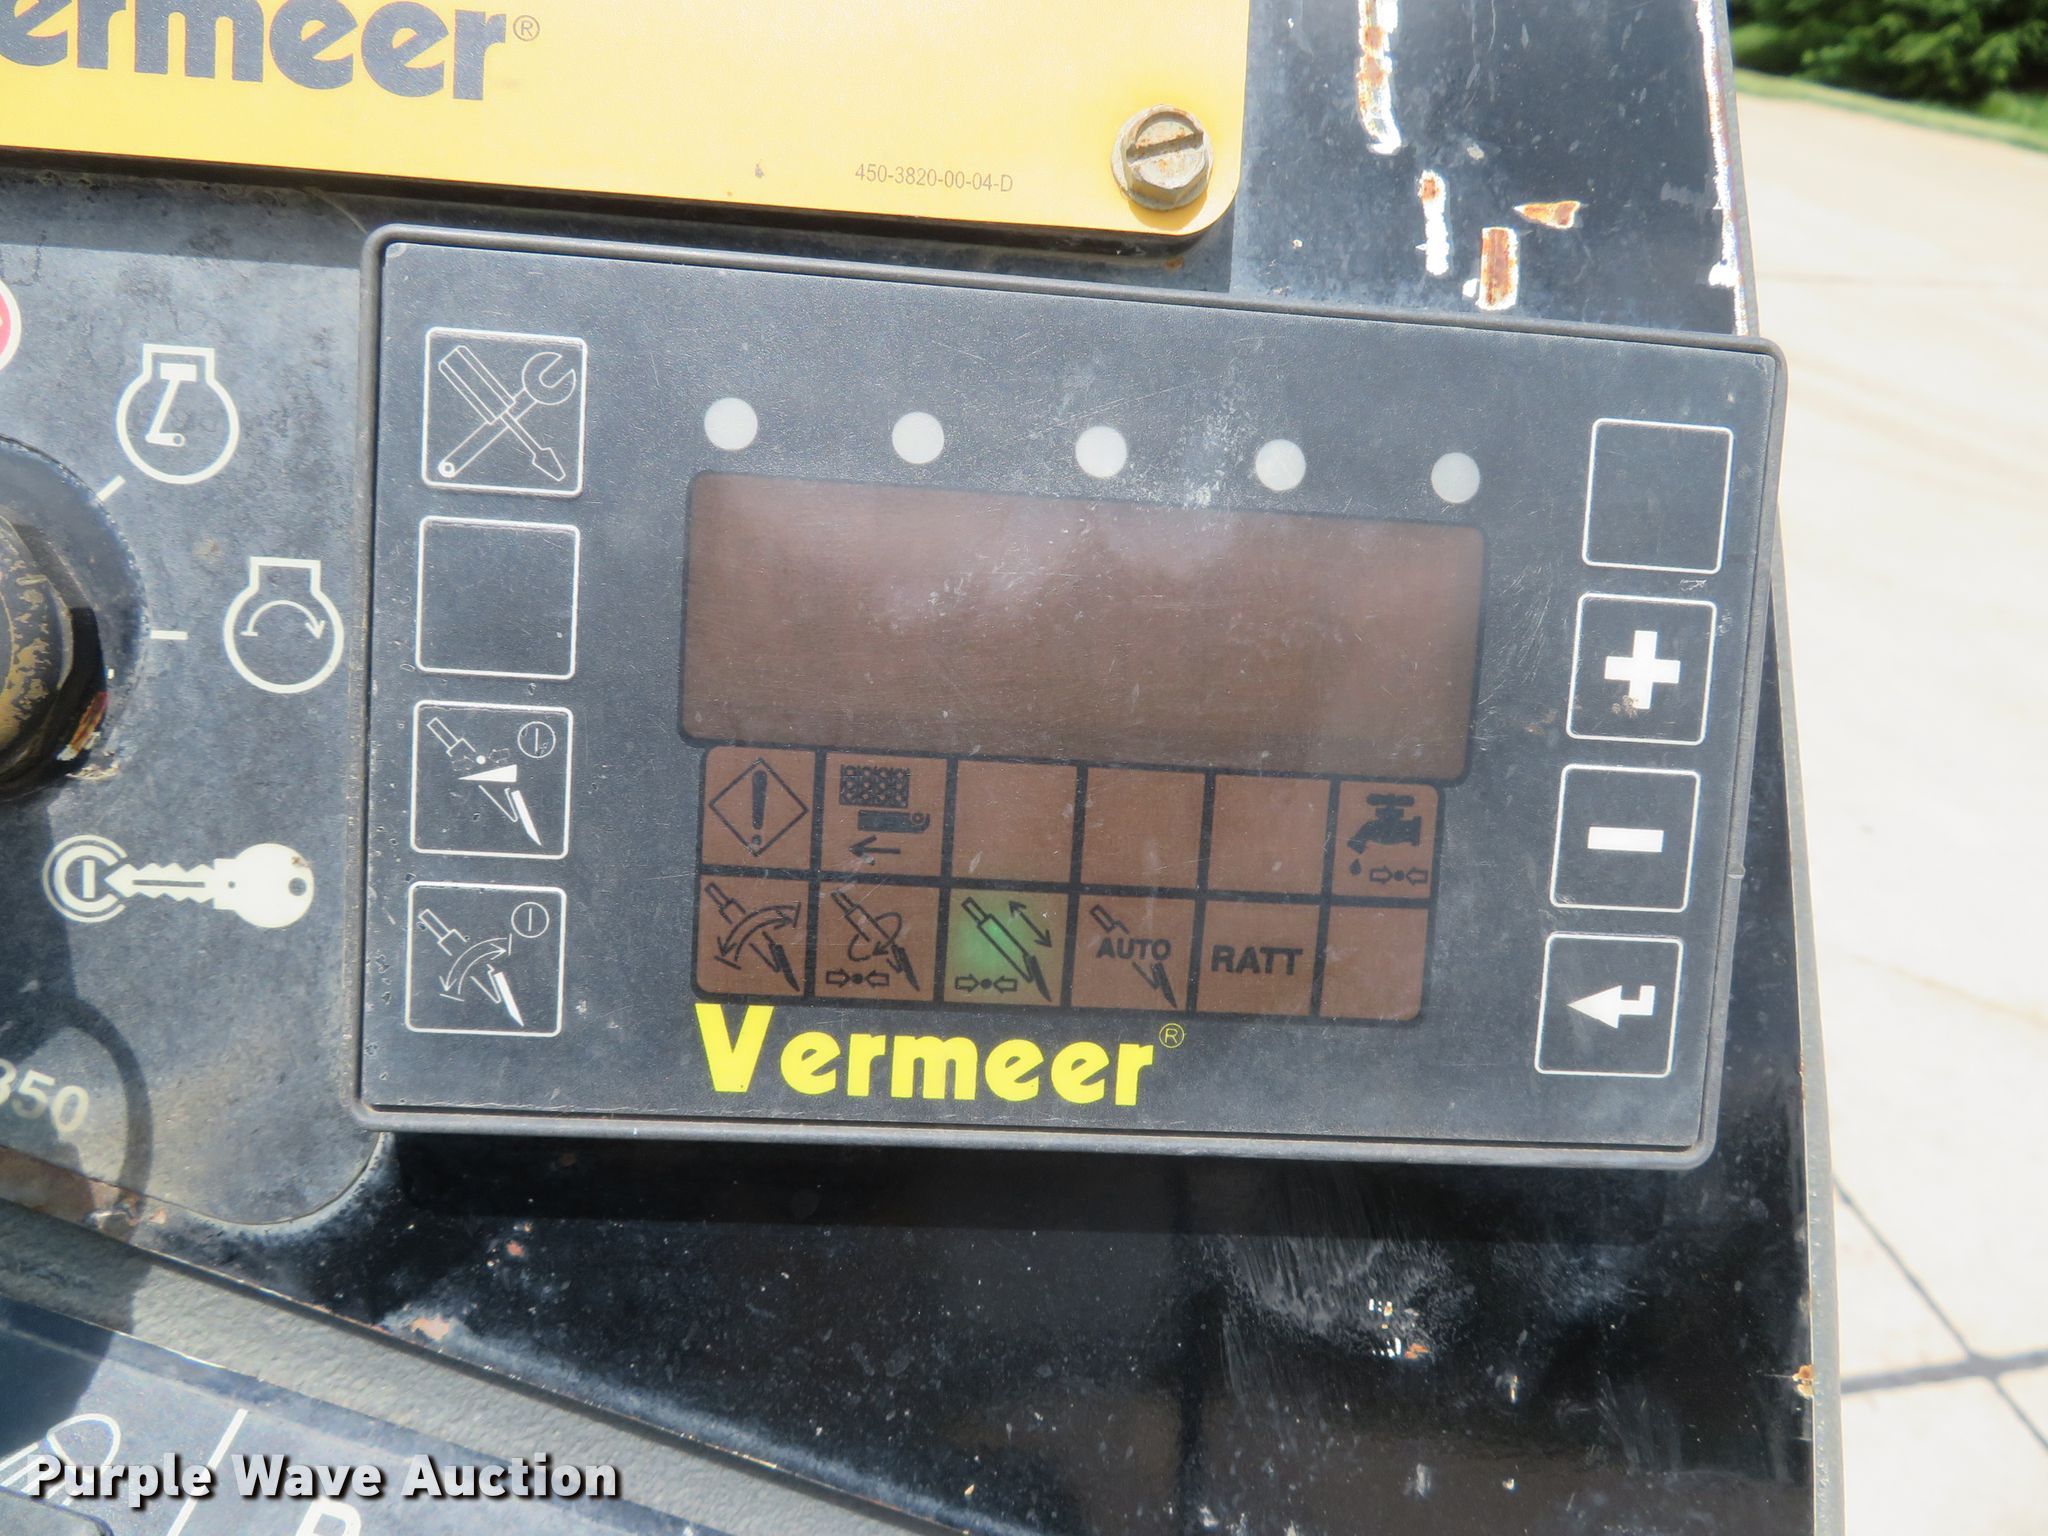 ermeer®
450-3820-00-04-D
AUTO
RATT
Vermeer®
350
Purple Wave Auction